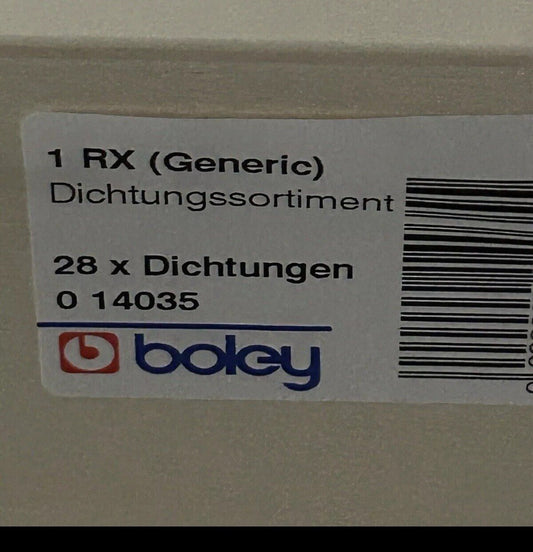 1 RX (Generic)
Dichtungssortiment
28 x Dichtungen
0 14035
boley